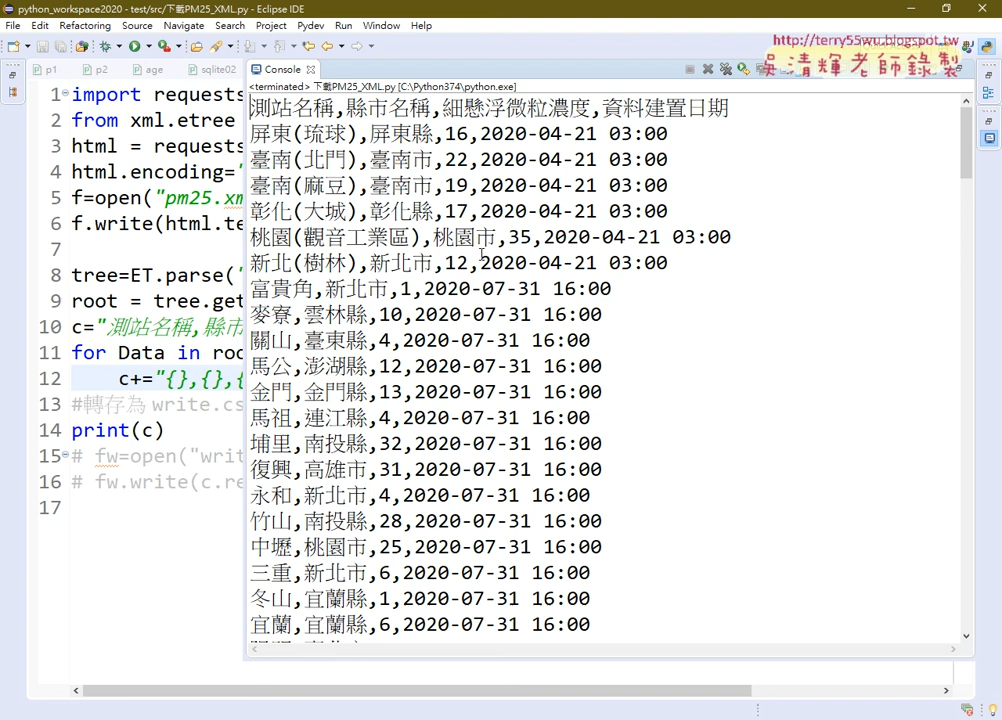 python_workspace2020 - test/src/下載PM25_XML.py - Eclipse IDE
File Edit Refactoring Source Navigate Search Project Pydev Run Window Help
http://terry55wu.blogspot.tw
吳清輝老師錄製
p1 p2 age sqlite02 Console
<terminated> 下載PM25_XML.py [C:\Python374\python.exe]
1 import requests
2 from xml.etree
3 html = requests
4 html.encoding='
5 f=open("pm25.xm
6 f.write(html.te
7
8 tree=ET.parse('
9 root = tree.get
10 c="測站名稱,縣市
11 for Data in roo
12 c+="{},{},{
13 #轉存為 write.cs
14 print(c)
15 # fw=open("writ
16 # fw.write(c.re
17
測站名稱,縣市名稱,細懸浮微粒濃度,資料建置日期
屏東(琉球),屏東縣,16,2020-04-21 03:00
臺南(北門),臺南市,22,2020-04-21 03:00
臺南(麻豆),臺南市,19,2020-04-21 03:00
彰化(大城),彰化縣,17,2020-04-21 03:00
桃園(觀音工業區),桃園市,35,2020-04-21 03:00
新北(樹林),新北市,12,2020-04-21 03:00
富貴角,新北市,1,2020-07-31 16:00
麥寮,雲林縣,10,2020-07-31 16:00
關山,臺東縣,4,2020-07-31 16:00
馬公,澎湖縣,12,2020-07-31 16:00
金門,金門縣,13,2020-07-31 16:00
馬祖,連江縣,4,2020-07-31 16:00
埔里,南投縣,32,2020-07-31 16:00
復興,高雄市,31,2020-07-31 16:00
永和,新北市,4,2020-07-31 16:00
竹山,南投縣,28,2020-07-31 16:00
中壢,桃園市,25,2020-07-31 16:00
三重,新北市,6,2020-07-31 16:00
冬山,宜蘭縣,1,2020-07-31 16:00
宜蘭,宜蘭縣,6,2020-07-31 16:00